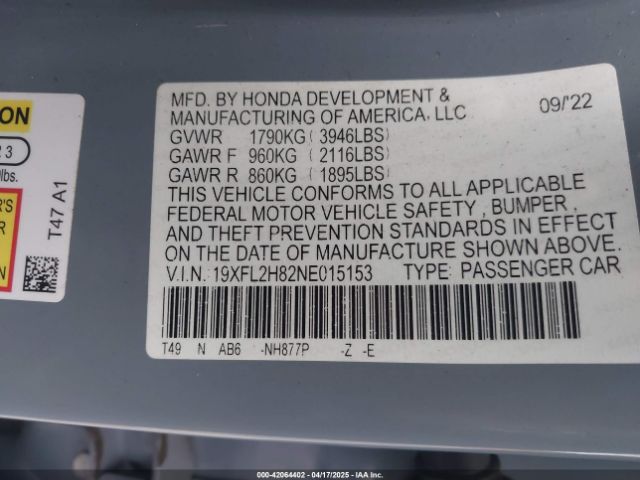 MFD. BY HONDA DEVELOPMENT &
MANUFACTURING OF AMERICA, LLC 09/'22
GVWR 1790KG ( 3946LBS)
GAWR F 960KG ( 2116LBS)
GAWR R 860KG ( 1895LBS)
THIS VEHICLE CONFORMS TO ALL APPLICABLE
FEDERAL MOTOR VEHICLE SAFETY , BUMPER ,
AND THEFT PREVENTION STANDARDS IN EFFECT
ON THE DATE OF MANUFACTURE SHOWN ABOVE.
V.I.N.: 19XFL2H82NE015153 TYPE: PASSENGER CAR
T49 N AB6 -NH877P -Z -E
ON
3
lbs.
'S
R
G
T47 A1
000-42064402 - 04/17/2025 - IAA Inc.